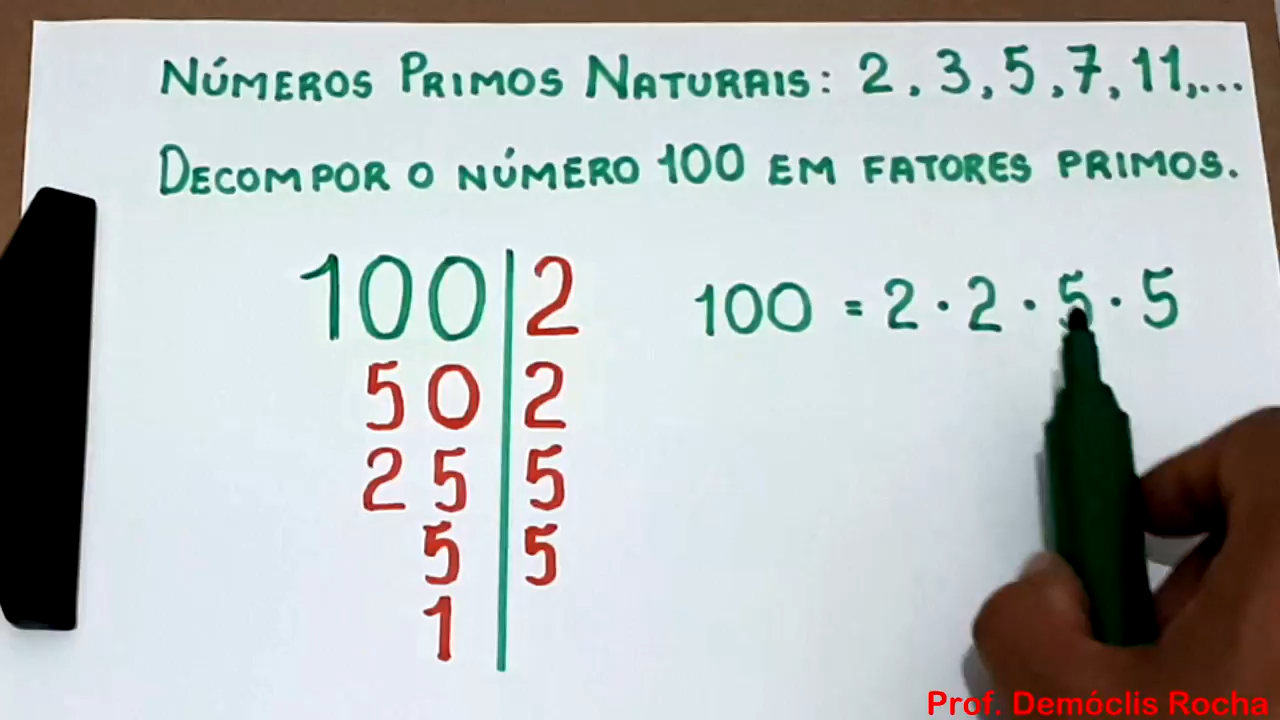 NÚMEROS PRIMOS NATURAIS: 2, 3, 5, 7, 11,...
DECOMPOR O NÚMERO 100 EM FATORES PRIMOS.
100 | 2
50 | 2
25 | 5
5 | 5
1 |
100 = 2 · 2 · 5 · 5
Prof. Demóclis Rocha